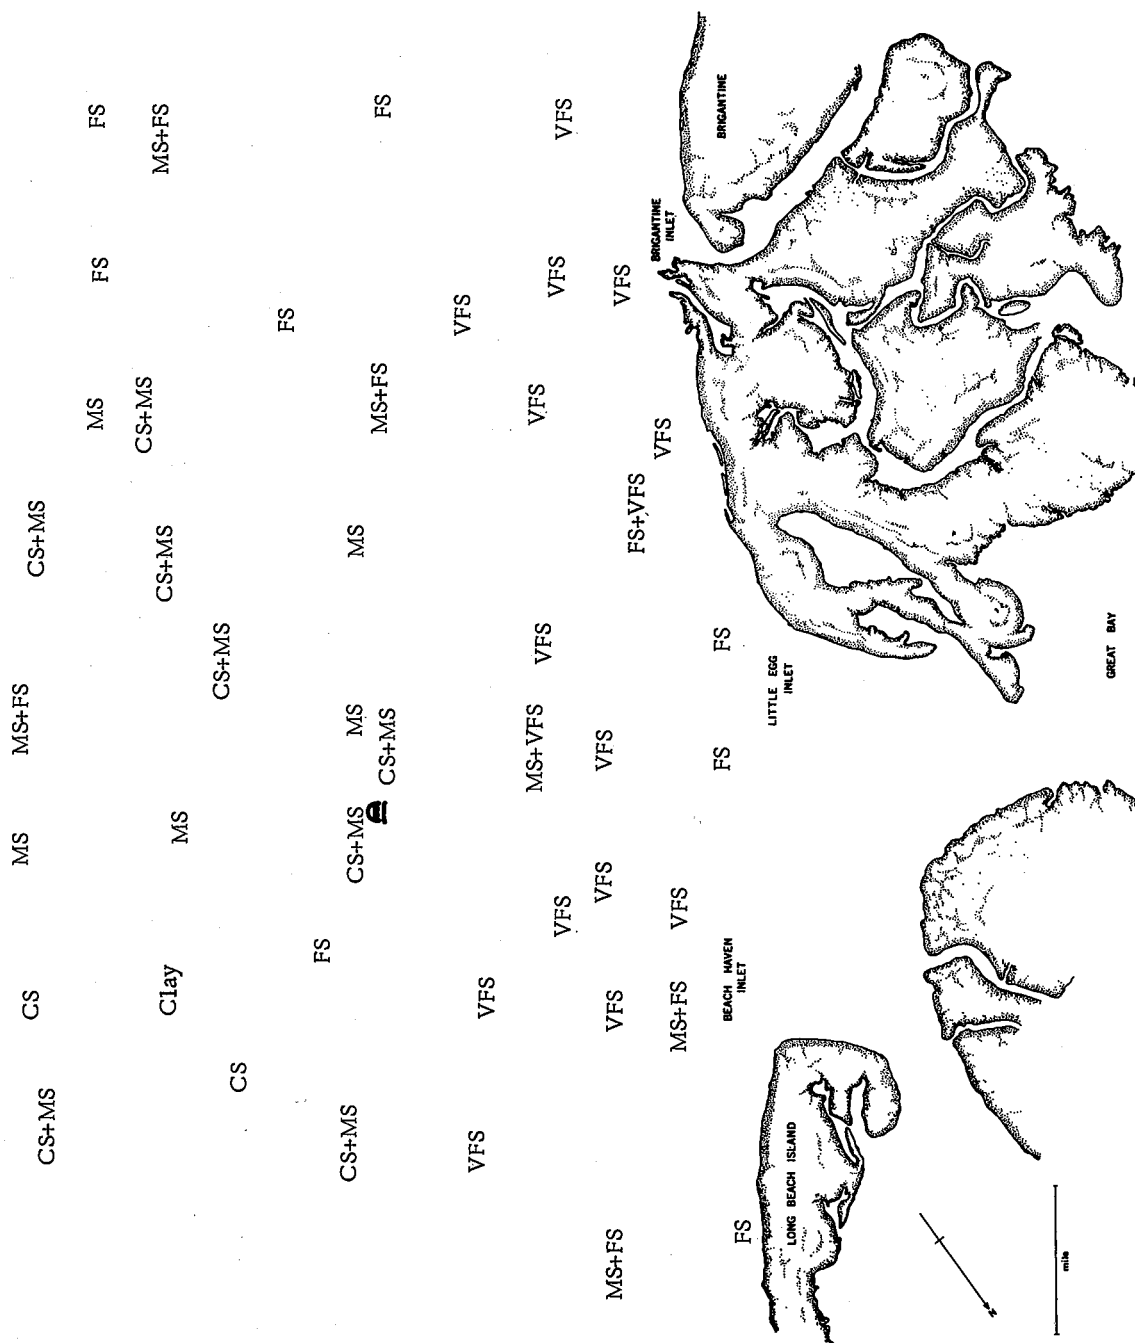 CS+MS
CS
MS
MS+FS
CS+MS
MS
FS
FS
Clay
MS
CS+MS
CS+MS
MS+FS
CS
CS+MS
FS
CS+MS
FS
CS+MS
MS
CS+MS
MS
MS+FS
FS
VFS
VFS
VFS
VFS
MS+VFS
VFS
VFS
VFS
VFS
MS+FS
VFS
VFS
VFS
VFS
MS+FS
VFS
FS+VFS
VFS
BRIGANTINE
INLET
FS
BEACH HAVEN
INLET
FS
FS
BRIGANTINE
LONG BEACH ISLAND
LITTLE EGG
INLET
N
mile
GREAT BAY